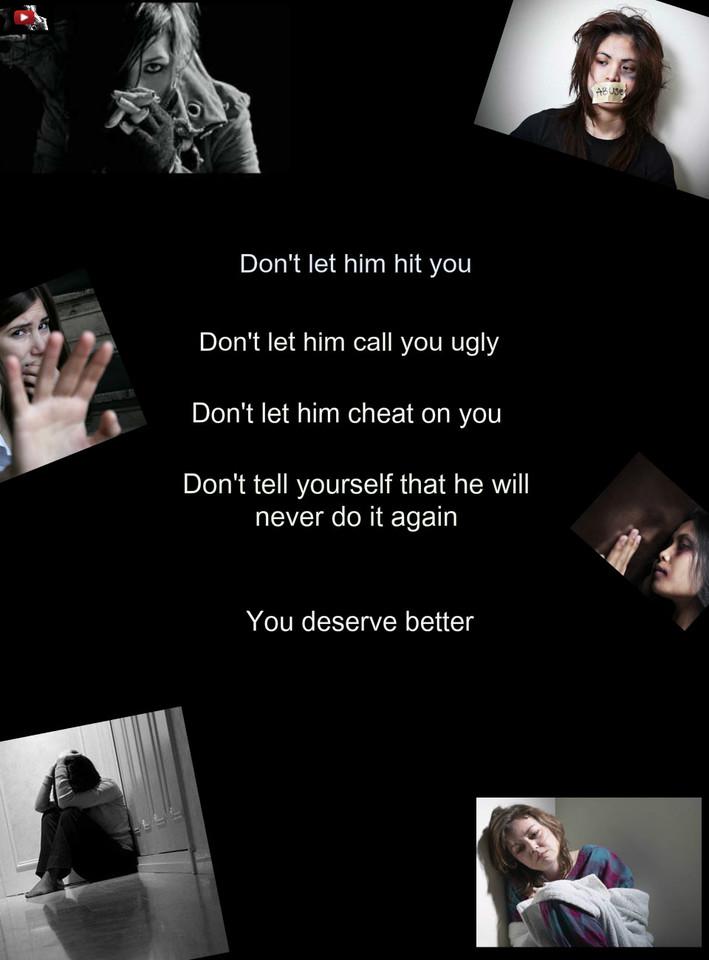 ABUSE
Don't let him hit you
Don't let him call you ugly
Don't let him cheat on you
Don't tell yourself that he will
never do it again
You deserve better